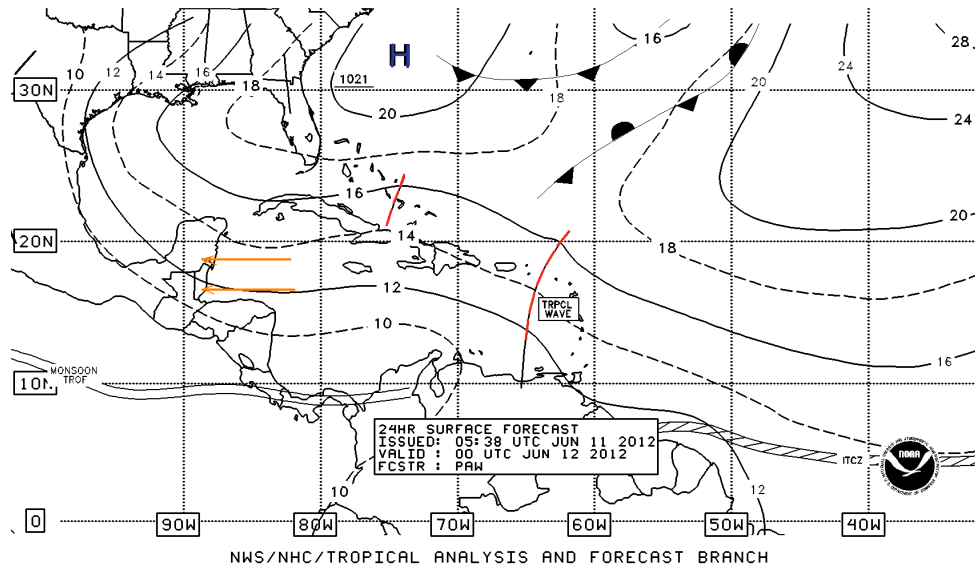 H
1021
10
12
14
16
18
20
18
16
20
24
28
24
30N
16
14
12
10
20N
18
20
16
TRPCL
WAVE
MONSOON
TROF
10N
24HR SURFACE FORECAST
ISSUED: 05:38 UTC JUN 11 2012
VALID : 00 UTC JUN 12 2012
FCSTR : PAW
ITCZ
NOAA
10
12
0
90W
80W
70W
60W
50W
40W
NWS/NHC/TROPICAL ANALYSIS AND FORECAST BRANCH